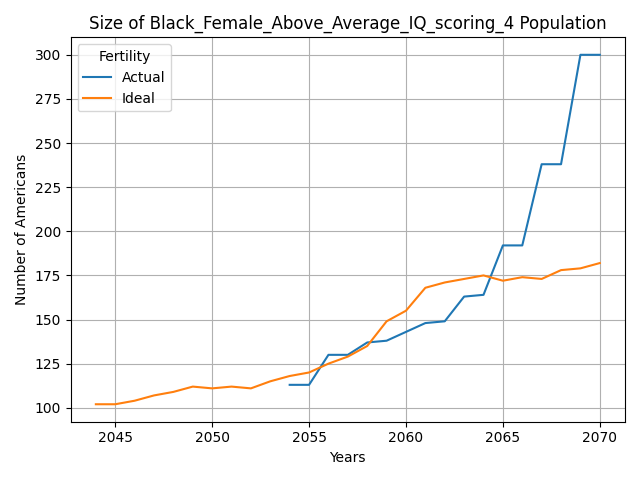 Size of Black_Female_Above_Average_IQ_scoring_4 Population
Number of Americans
300
275
250
225
200
175
150
125
100
Fertility
Actual
Ideal
2045 2050 2055 2060 2065 2070
Years